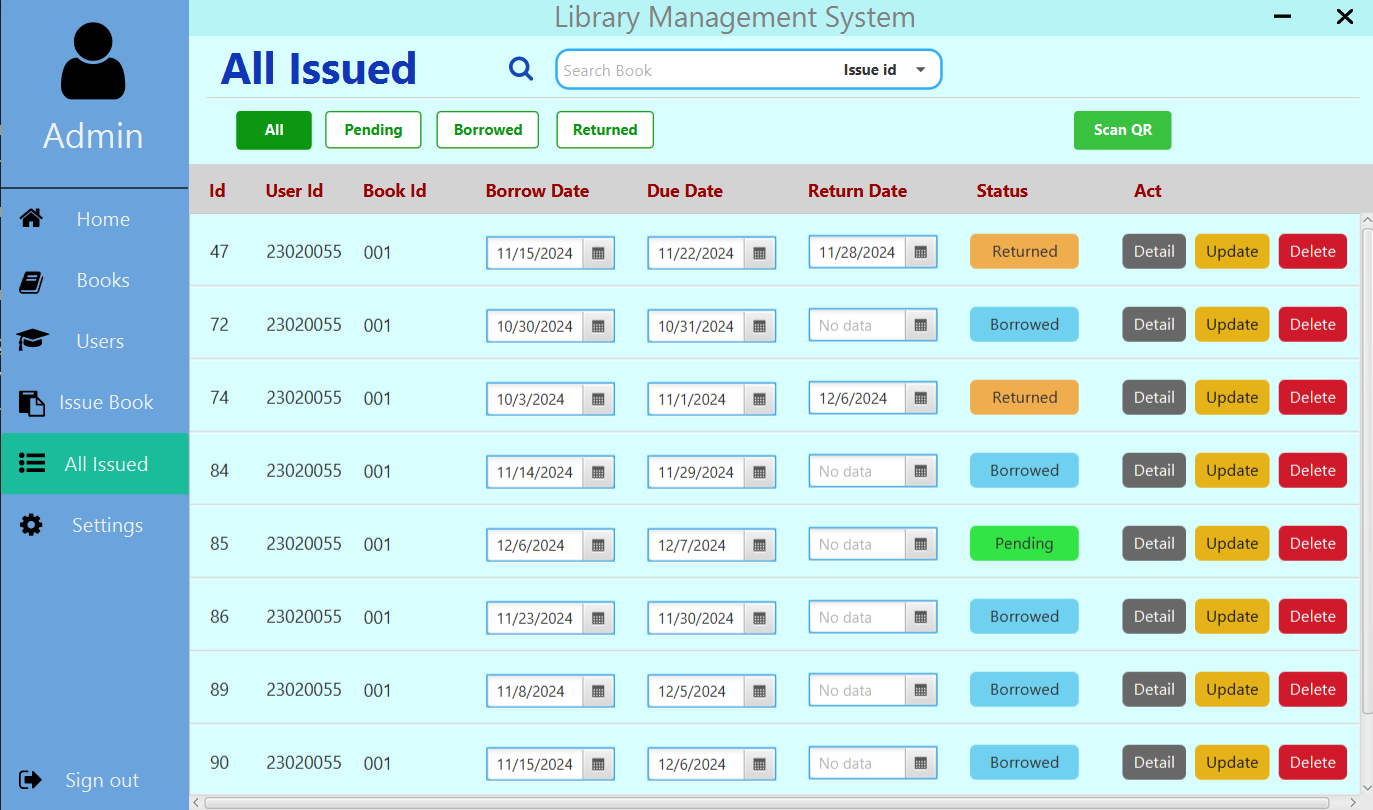 Library Management System
Admin
All Issued
Search Book Issue id
All Pending Borrowed Returned Scan QR
Id User Id Book Id Borrow Date Due Date Return Date Status Act
Home
47 23020055 001 11/15/2024 11/22/2024 11/28/2024 Returned Detail Update Delete
Books
72 23020055 001 10/30/2024 10/31/2024 No data Borrowed Detail Update Delete
Users
74 23020055 001 10/3/2024 11/1/2024 12/6/2024 Returned Detail Update Delete
Issue Book
All Issued
84 23020055 001 11/14/2024 11/29/2024 No data Borrowed Detail Update Delete
Settings
85 23020055 001 12/6/2024 12/7/2024 No data Pending Detail Update Delete
86 23020055 001 11/23/2024 11/30/2024 No data Borrowed Detail Update Delete
89 23020055 001 11/8/2024 12/5/2024 No data Borrowed Detail Update Delete
90 23020055 001 11/15/2024 12/6/2024 No data Borrowed Detail Update Delete
Sign out